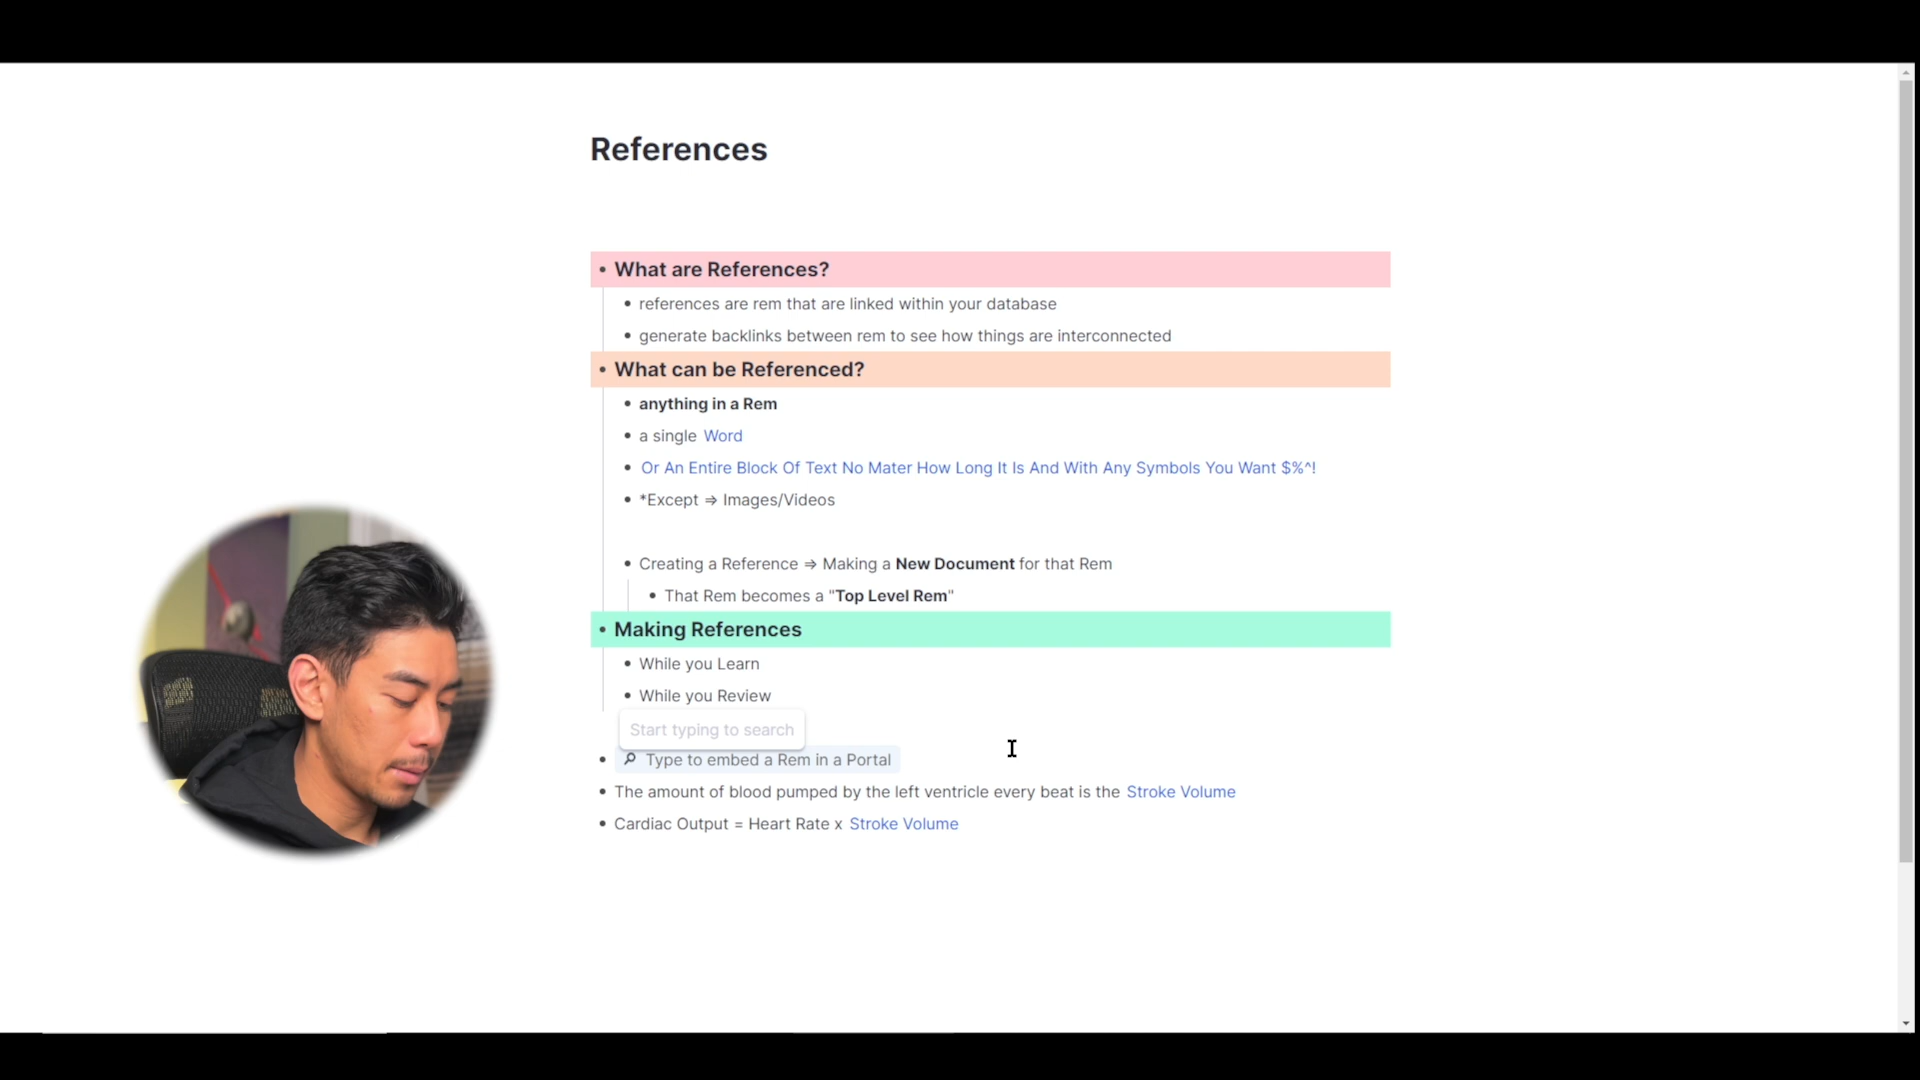 References
What are References?
references are rem that are linked within your database
generate backlinks between rem to see how things are interconnected
What can be Referenced?
anything in a Rem
a single Word
Or An Entire Block Of Text No Mater How Long It Is And With Any Symbols You Want $%^!
*Except ⇒ Images/Videos
Creating a Reference ⇒ Making a New Document for that Rem
That Rem becomes a "Top Level Rem"
Making References
While you Learn
While you Review
Start typing to search
Type to embed a Rem in a Portal
The amount of blood pumped by the left ventricle every beat is the Stroke Volume
Cardiac Output = Heart Rate x Stroke Volume